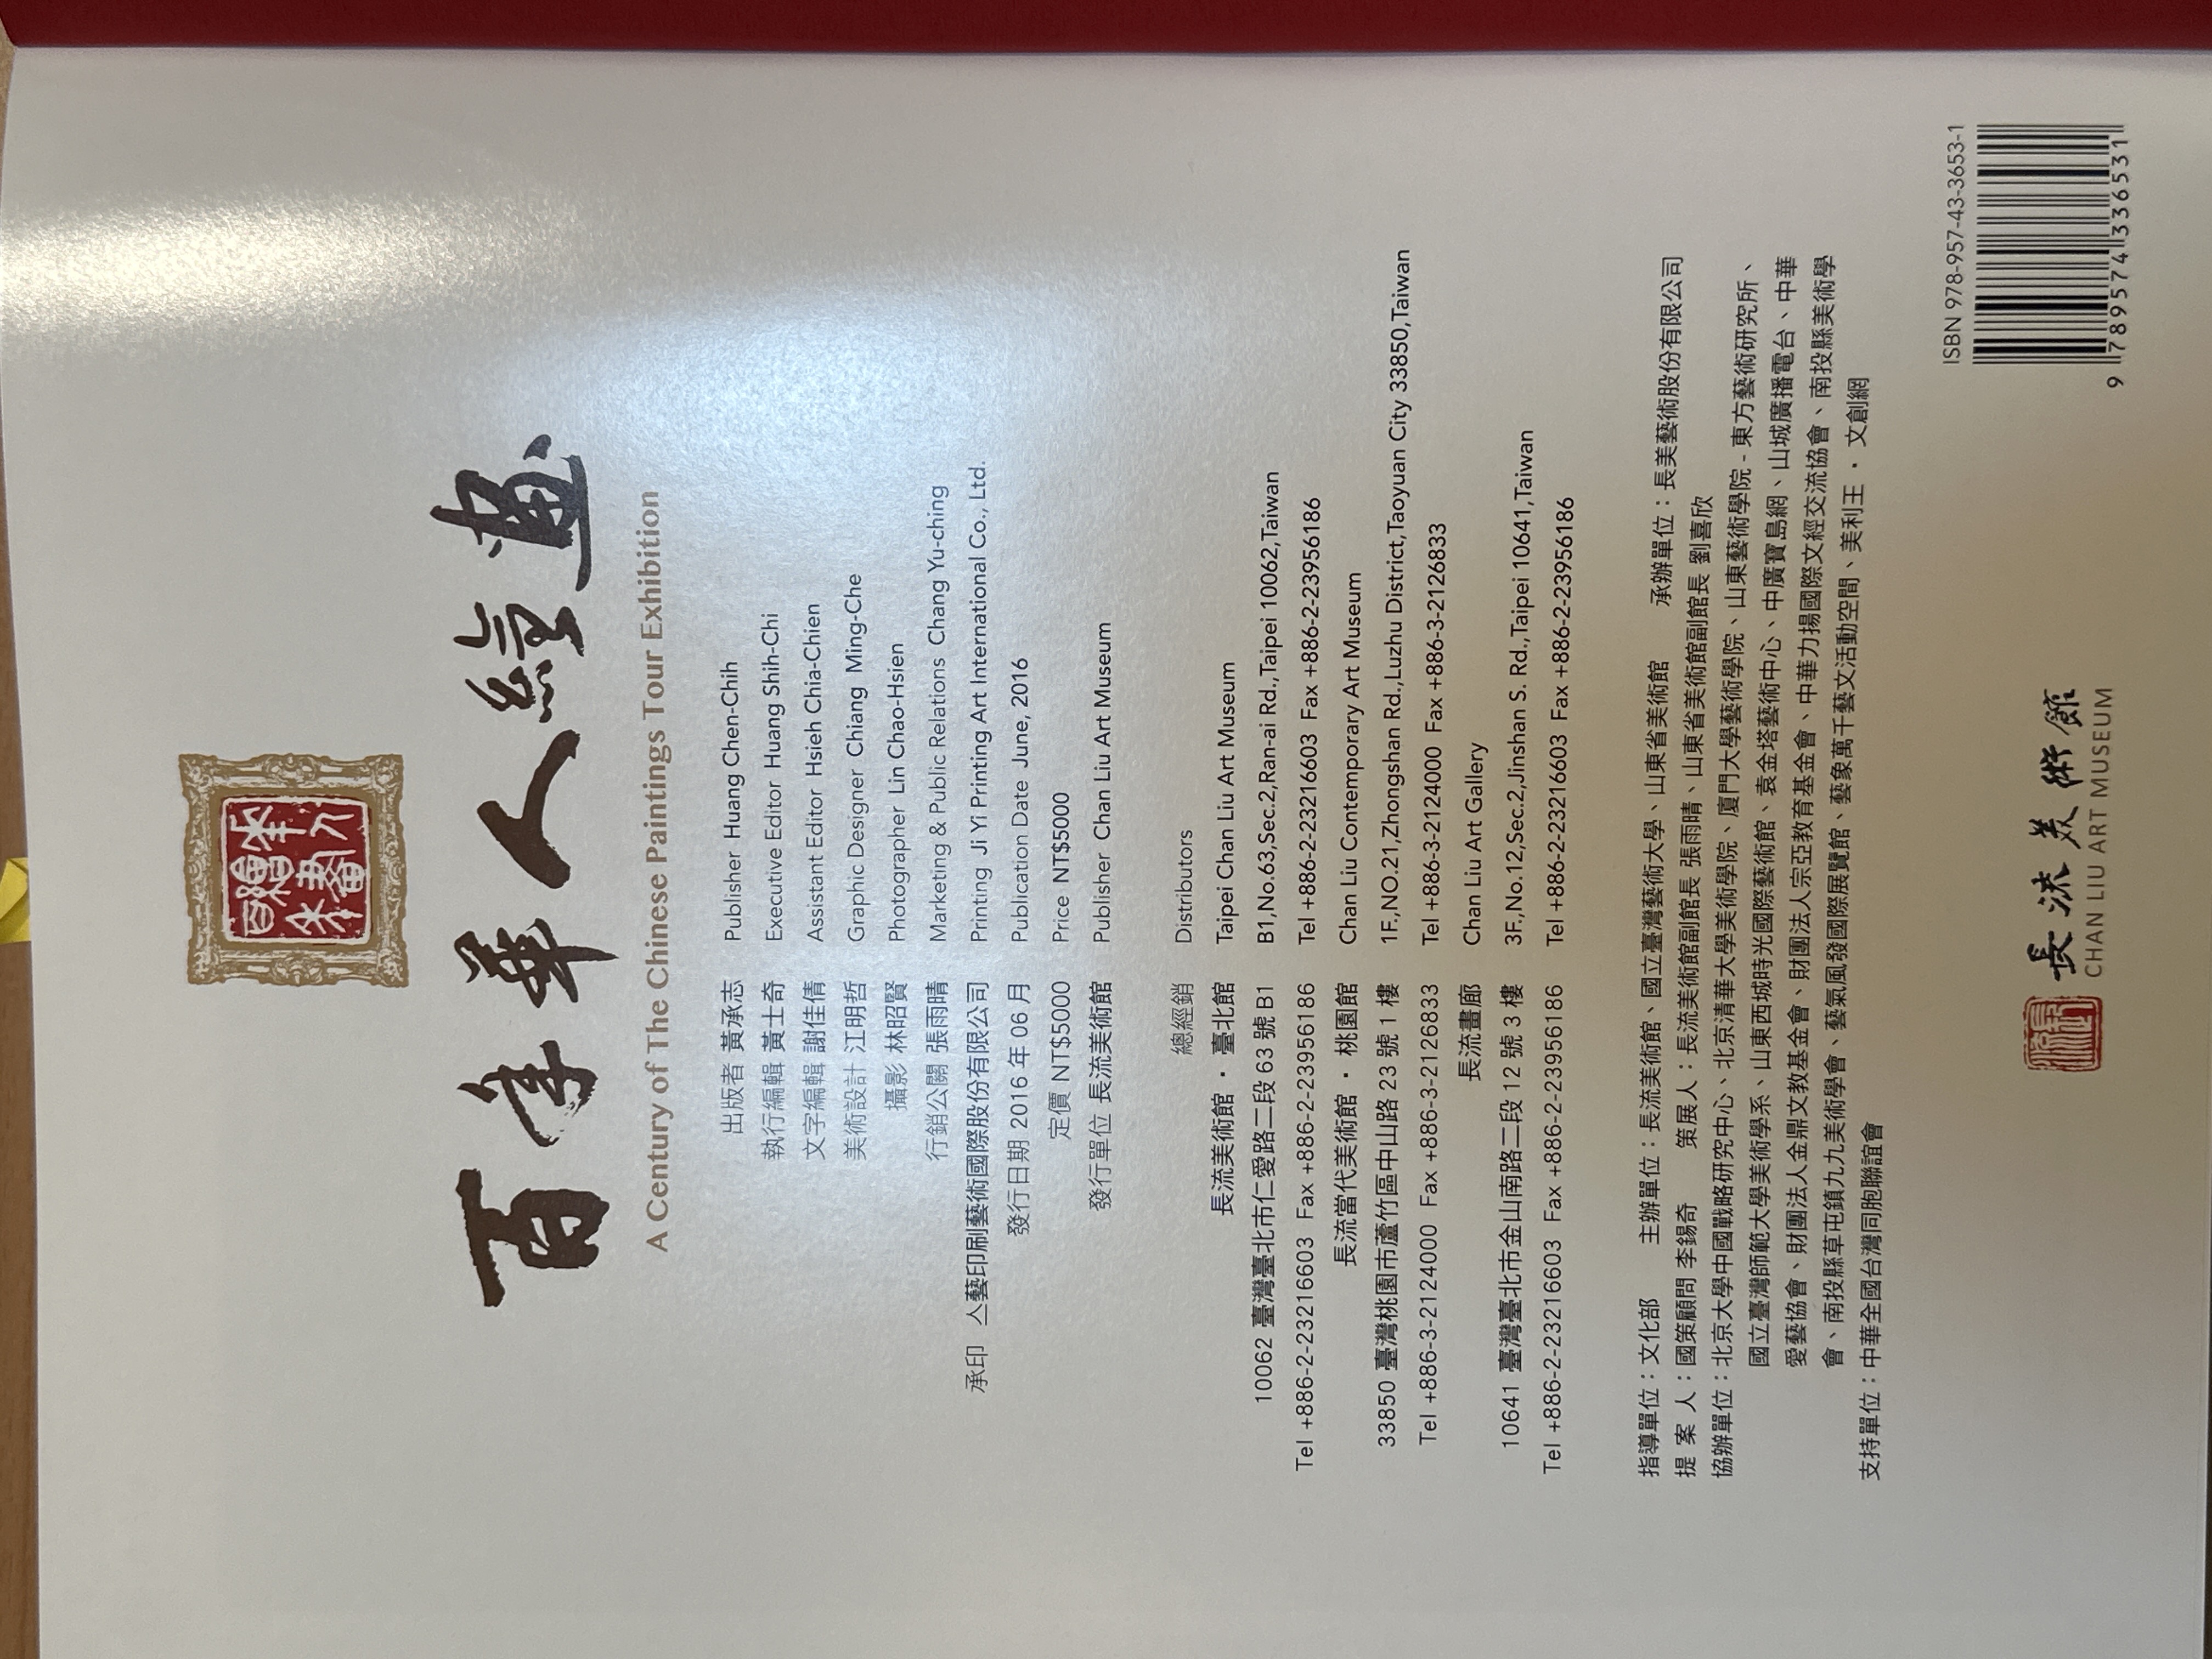 百年華人繪畫
A Century of The Chinese Paintings Tour Exhibition
出版者 黃承志 Publisher Huang Chen-Chih
執行編輯 黃士奇 Executive Editor Huang Shih-Chi
文字編輯 謝佳倩 Assistant Editor Hsieh Chia-Chien
美術設計 江明哲 Graphic Designer Chiang Ming-Che
攝影 林昭賢 Photographer Lin Chao-Hsien
行銷公關 張雨晴 Marketing & Public Relations Chang Yu-ching
承印 亼藝印刷藝術國際股份有限公司 Printing Ji Yi Printing Art International Co., Ltd.
發行日期 2016 年 06 月 Publication Date June, 2016
定價 NT$5000 Price NT$5000
發行單位 長流美術館 Publisher Chan Liu Art Museum
總經銷 Distributors
長流美術館・臺北館 Taipei Chan Liu Art Museum
10062 臺灣臺北市仁愛路二段 63 號 B1 B1,No.63,Sec.2,Ran-ai Rd.,Taipei 10062,Taiwan
Tel +886-2-23216603 Fax +886-2-23956186 Tel +886-2-23216603 Fax +886-2-23956186
長流當代美術館・桃園館 Chan Liu Contemporary Art Museum
33850 臺灣桃園市蘆竹區中山路 23 號 1 樓 1F.,NO.21,Zhongshan Rd.,Luzhu District,Taoyuan City 33850,Taiwan
Tel +886-3-2124000 Fax +886-3-2126833 Tel +886-3-2124000 Fax +886-3-2126833
長流畫廊 Chan Liu Art Gallery
10641 臺灣臺北市金山南路二段 12 號 3 樓 3F.,No.12,Sec.2,Jinshan S. Rd.,Taipei 10641,Taiwan
Tel +886-2-23216603 Fax +886-2-23956186 Tel +886-2-23216603 Fax +886-2-23956186
指導單位：文化部 主辦單位：長流美術館、國立臺灣藝術大學、山東省美術館 承辦單位：長美藝術股份有限公司
提 案 人：國策顧問 李錫奇 策展人：長流美術館副館長 張雨晴、山東省美術館副館長 劉喜欣
協辦單位：北京大學中國戰略研究中心、北京清華大學美術學院、廈門大學藝術學院、山東藝術學院 - 東方藝術研究所、
國立臺灣師範大學美術學系、山東西城時光國際藝術館、袁金塔藝術中心、中廣寶島網、山城廣播電台、中華
愛藝協會、財團法人金鼎文教基金會、財團法人宗亞教育基金會、中華力揚國際文經交流協會、南投縣美術學
會、南投縣草屯鎮九九美術學會、藝氣風發國際展覽館、藝象萬千藝文活動空間、美利王・文創網
支持單位：中華全國台灣同胞聯誼會
長流美術館
CHAN LIU ART MUSEUM
ISBN 978-957-43-3653-1
9 789574 336531